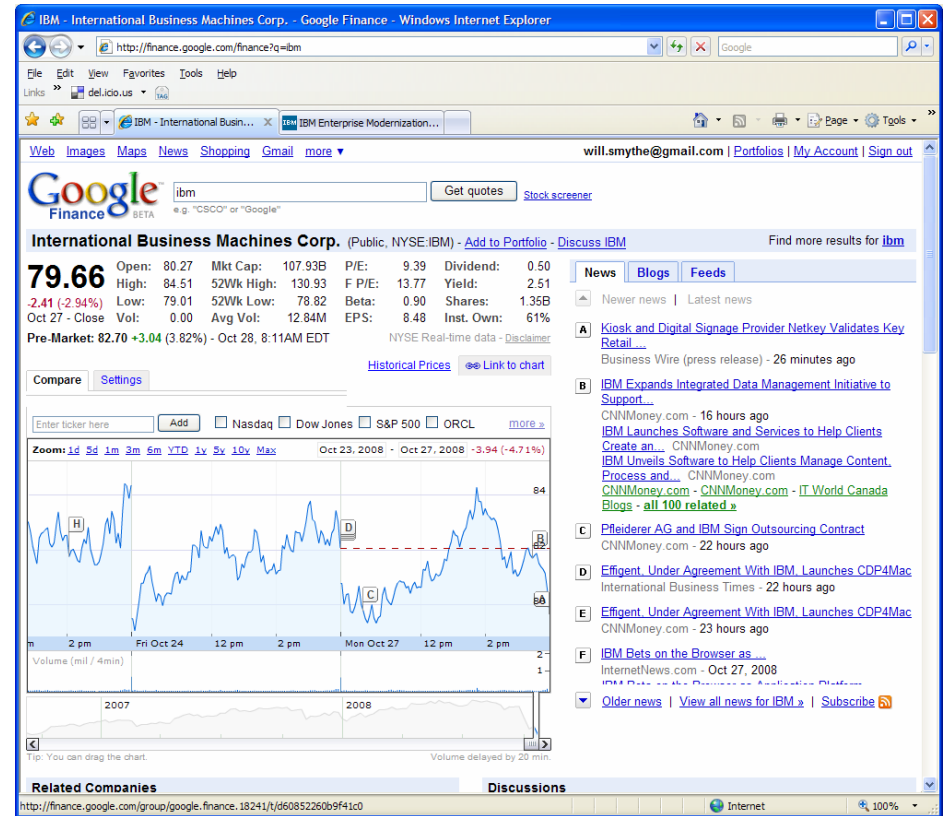 IBM - International Business Machines Corp. - Google Finance - Windows Internet Explorer
http://finance.google.com/finance?q=ibm
Google
File Edit View Favorites Tools Help
Links » del.icio.us TAG
IBM - International Busin... X IBM IBM Enterprise Modernization...
Page Tools »
Web Images Maps News Shopping Gmail more ▼ will.smythe@gmail.com | Portfolios | My Account | Sign out
Google™ Finance BETA
ibm Get quotes Stock screener
e.g. "CSCO" or "Google"
International Business Machines Corp. (Public, NYSE:IBM) - Add to Portfolio - Discuss IBM Find more results for ibm
79.66
-2.41 (-2.94%)
Oct 27 - Close
Open: 80.27 Mkt Cap: 107.93B P/E: 9.39 Dividend: 0.50
High: 84.51 52Wk High: 130.93 F P/E: 13.77 Yield: 2.51
Low: 79.01 52Wk Low: 78.82 Beta: 0.90 Shares: 1.35B
Vol: 0.00 Avg Vol: 12.84M EPS: 8.48 Inst. Own: 61%
Pre-Market: 82.70 +3.04 (3.82%) - Oct 28, 8:11AM EDT NYSE Real-time data - Disclaimer
Historical Prices Link to chart
Compare Settings
Enter ticker here Add Nasdaq Dow Jones S&P 500 ORCL more »
Zoom: 1d 5d 1m 3m 6m YTD 1y 5y 10y Max Oct 23, 2008 - Oct 27, 2008 -3.94 (-4.71%)
84
H D B
82
C A
80
m 2 pm Fri Oct 24 12 pm 2 pm Mon Oct 27 12 pm 2 pm
Volume (mil / 4min) 2
1
2007 2008
Tip: You can drag the chart. Volume delayed by 20 min.
News Blogs Feeds
Newer news | Latest news
A Kiosk and Digital Signage Provider Netkey Validates Key
Retail ...
Business Wire (press release) - 26 minutes ago
B IBM Expands Integrated Data Management Initiative to
Support...
CNNMoney.com - 16 hours ago
IBM Launches Software and Services to Help Clients
Create an... CNNMoney.com
IBM Unveils Software to Help Clients Manage Content,
Process and... CNNMoney.com
CNNMoney.com - CNNMoney.com - IT World Canada
Blogs - all 100 related »
C Pfleiderer AG and IBM Sign Outsourcing Contract
CNNMoney.com - 22 hours ago
D Effigent, Under Agreement With IBM, Launches CDP4Mac
International Business Times - 22 hours ago
E Effigent, Under Agreement With IBM, Launches CDP4Mac
CNNMoney.com - 23 hours ago
F IBM Bets on the Browser as ...
InternetNews.com - Oct 27, 2008
IBM Bets on the Browser as Application Platform
Older news | View all news for IBM » | Subscribe
Related Companies Discussions
http://finance.google.com/group/google.finance.18241/t/d60852260b9f41c0 Internet 100%